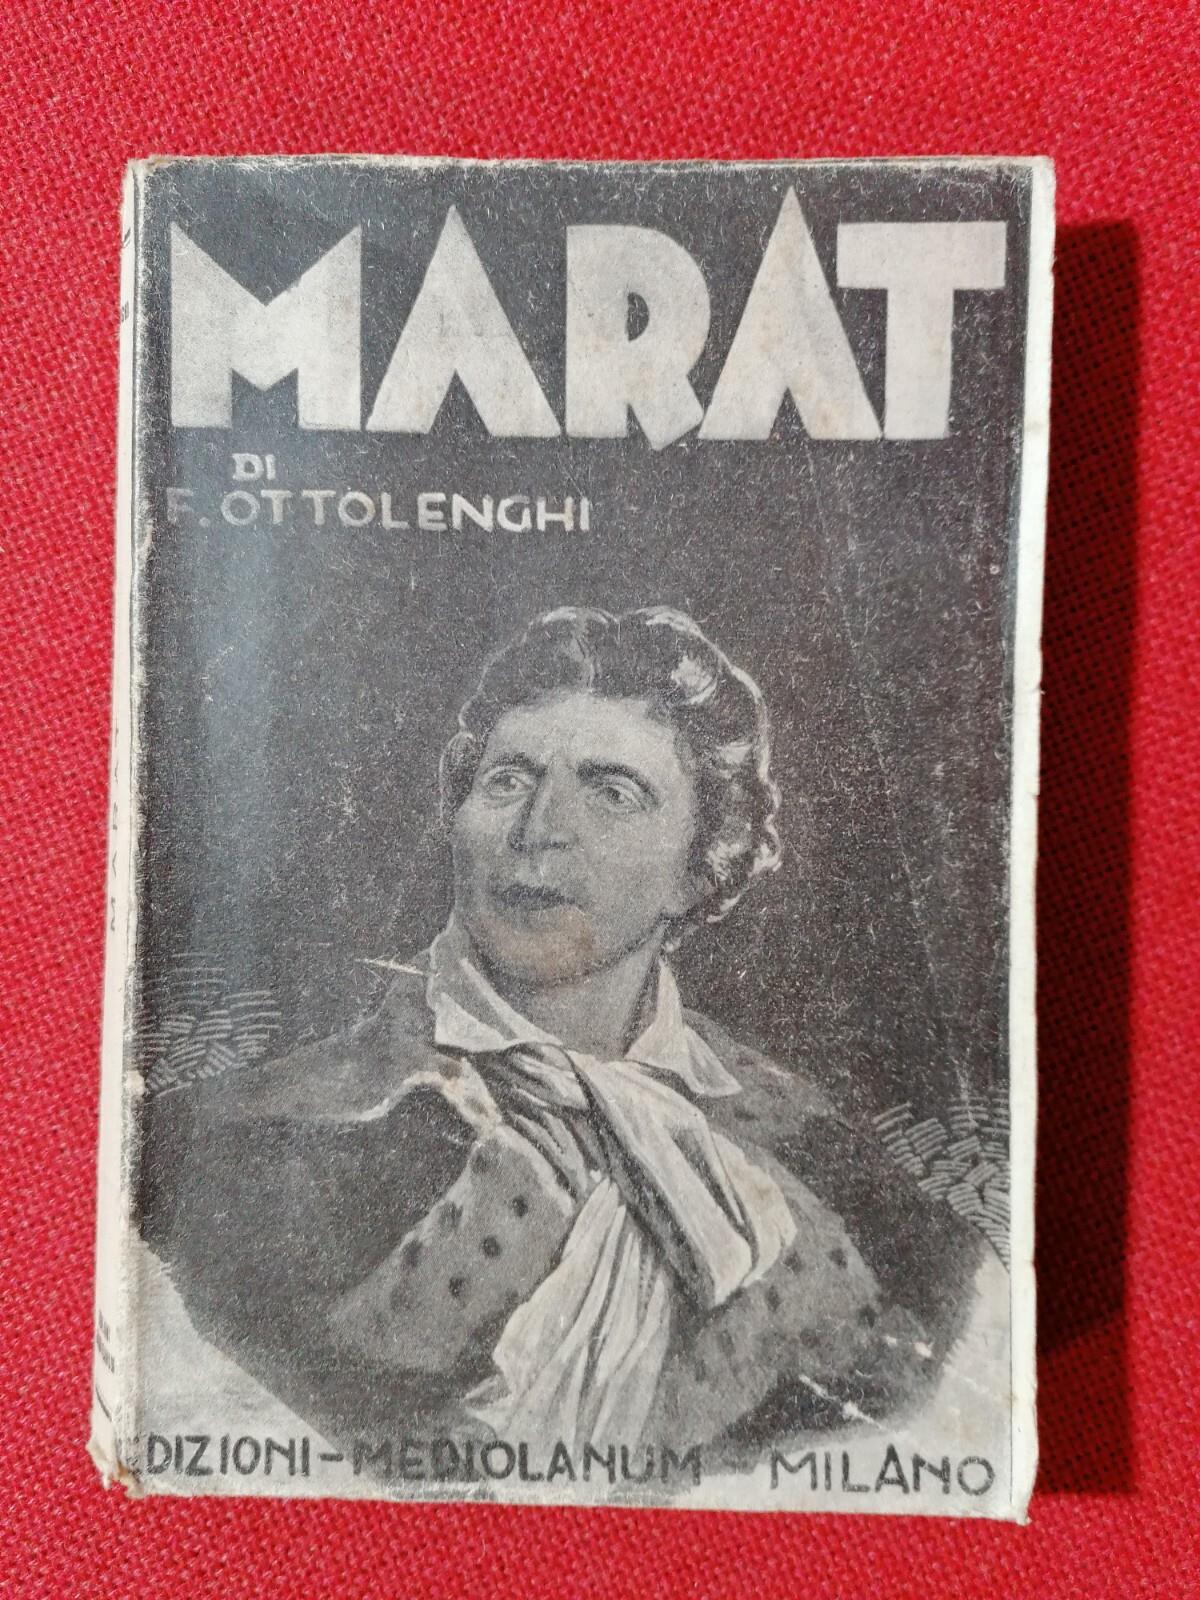 MARAT
DI
F. OTTOLENGHI
EDIZIONI - MEDIOLANUM - MILANO